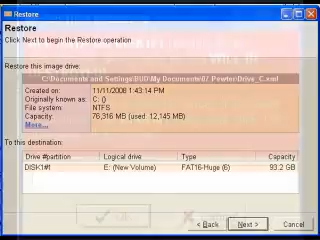 Restore
Restore
Click Next to begin the Restore operation
Restore this image drive:
C:\Documents and Settings\BUD\My Documents\07 Pewter\Drive_C.xml
Created on: 11/11/2008 1:43:14 PM
Originally known as: C: ()
File system: NTFS
Capacity: 76,316 MB (used: 12,145 MB)
More...
To this destination:
Drive #partition Logical drive Type Capacity
DISK1#1 E: (New Volume) FAT16-Huge (6) 93.2 GB
< Back Next > Cancel